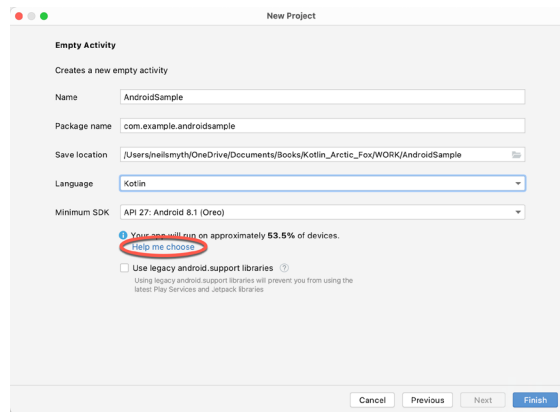 New Project
Empty Activity
Creates a new empty activity
Name AndroidSample
Package name com.example.androidsample
Save location /Users/neilsmyth/OneDrive/Documents/Books/Kotlin_Arctic_Fox/WORK/AndroidSample
Language Kotlin
Minimum SDK API 27: Android 8.1 (Oreo)
Your app will run on approximately 53.5% of devices.
Help me choose
Use legacy android.support libraries ?
Using legacy android.support libraries will prevent you from using the
latest Play Services and Jetpack libraries
Cancel Previous Next Finish